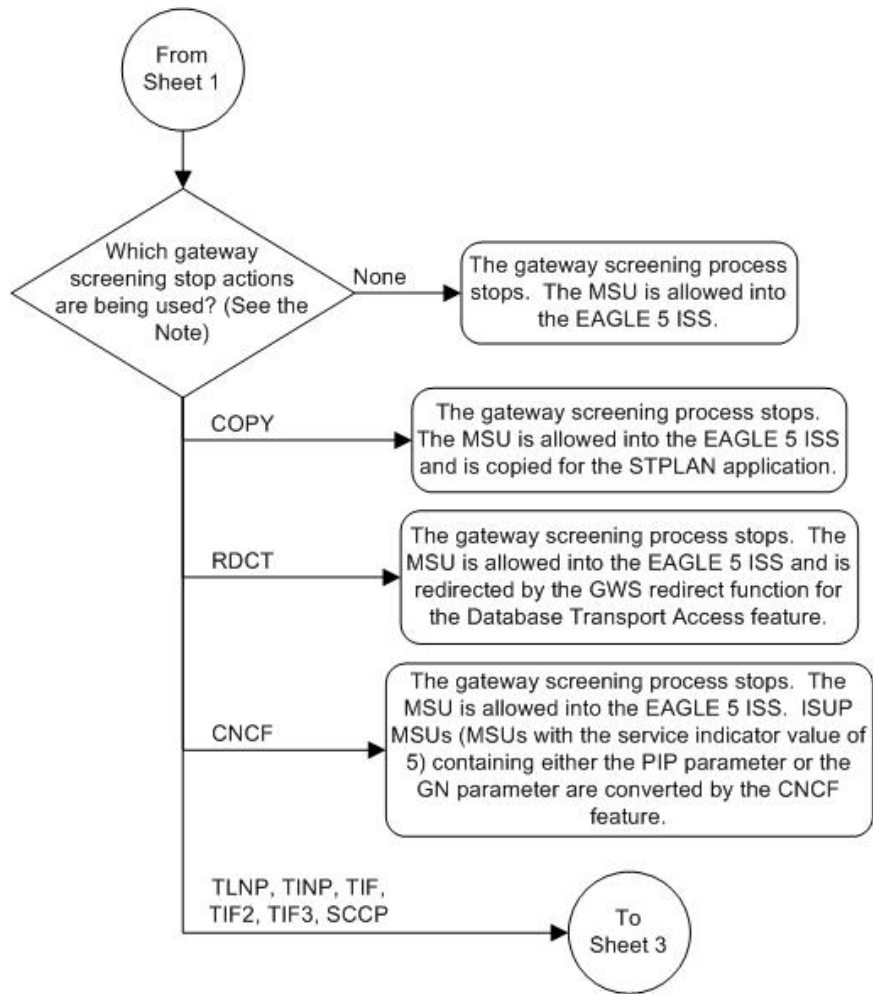 From
Sheet 1
Which gateway
screening stop actions
are being used? (See the
Note)
None
The gateway screening process
stops.  The MSU is allowed into
the EAGLE 5 ISS.
COPY
The gateway screening process stops.
The MSU is allowed into the EAGLE 5 ISS
and is copied for the STPLAN application.
RDCT
The gateway screening process stops.  The
MSU is allowed into the EAGLE 5 ISS and is
redirected by the GWS redirect function for
the Database Transport Access feature.
CNCF
The gateway screening process stops.  The
MSU is allowed into the EAGLE 5 ISS.  ISUP
MSUs (MSUs with the service indicator value of
5) containing either the PIP parameter or the
GN parameter are converted by the CNCF
feature.
TLNP, TINP, TIF,
TIF2, TIF3, SCCP
To
Sheet 3